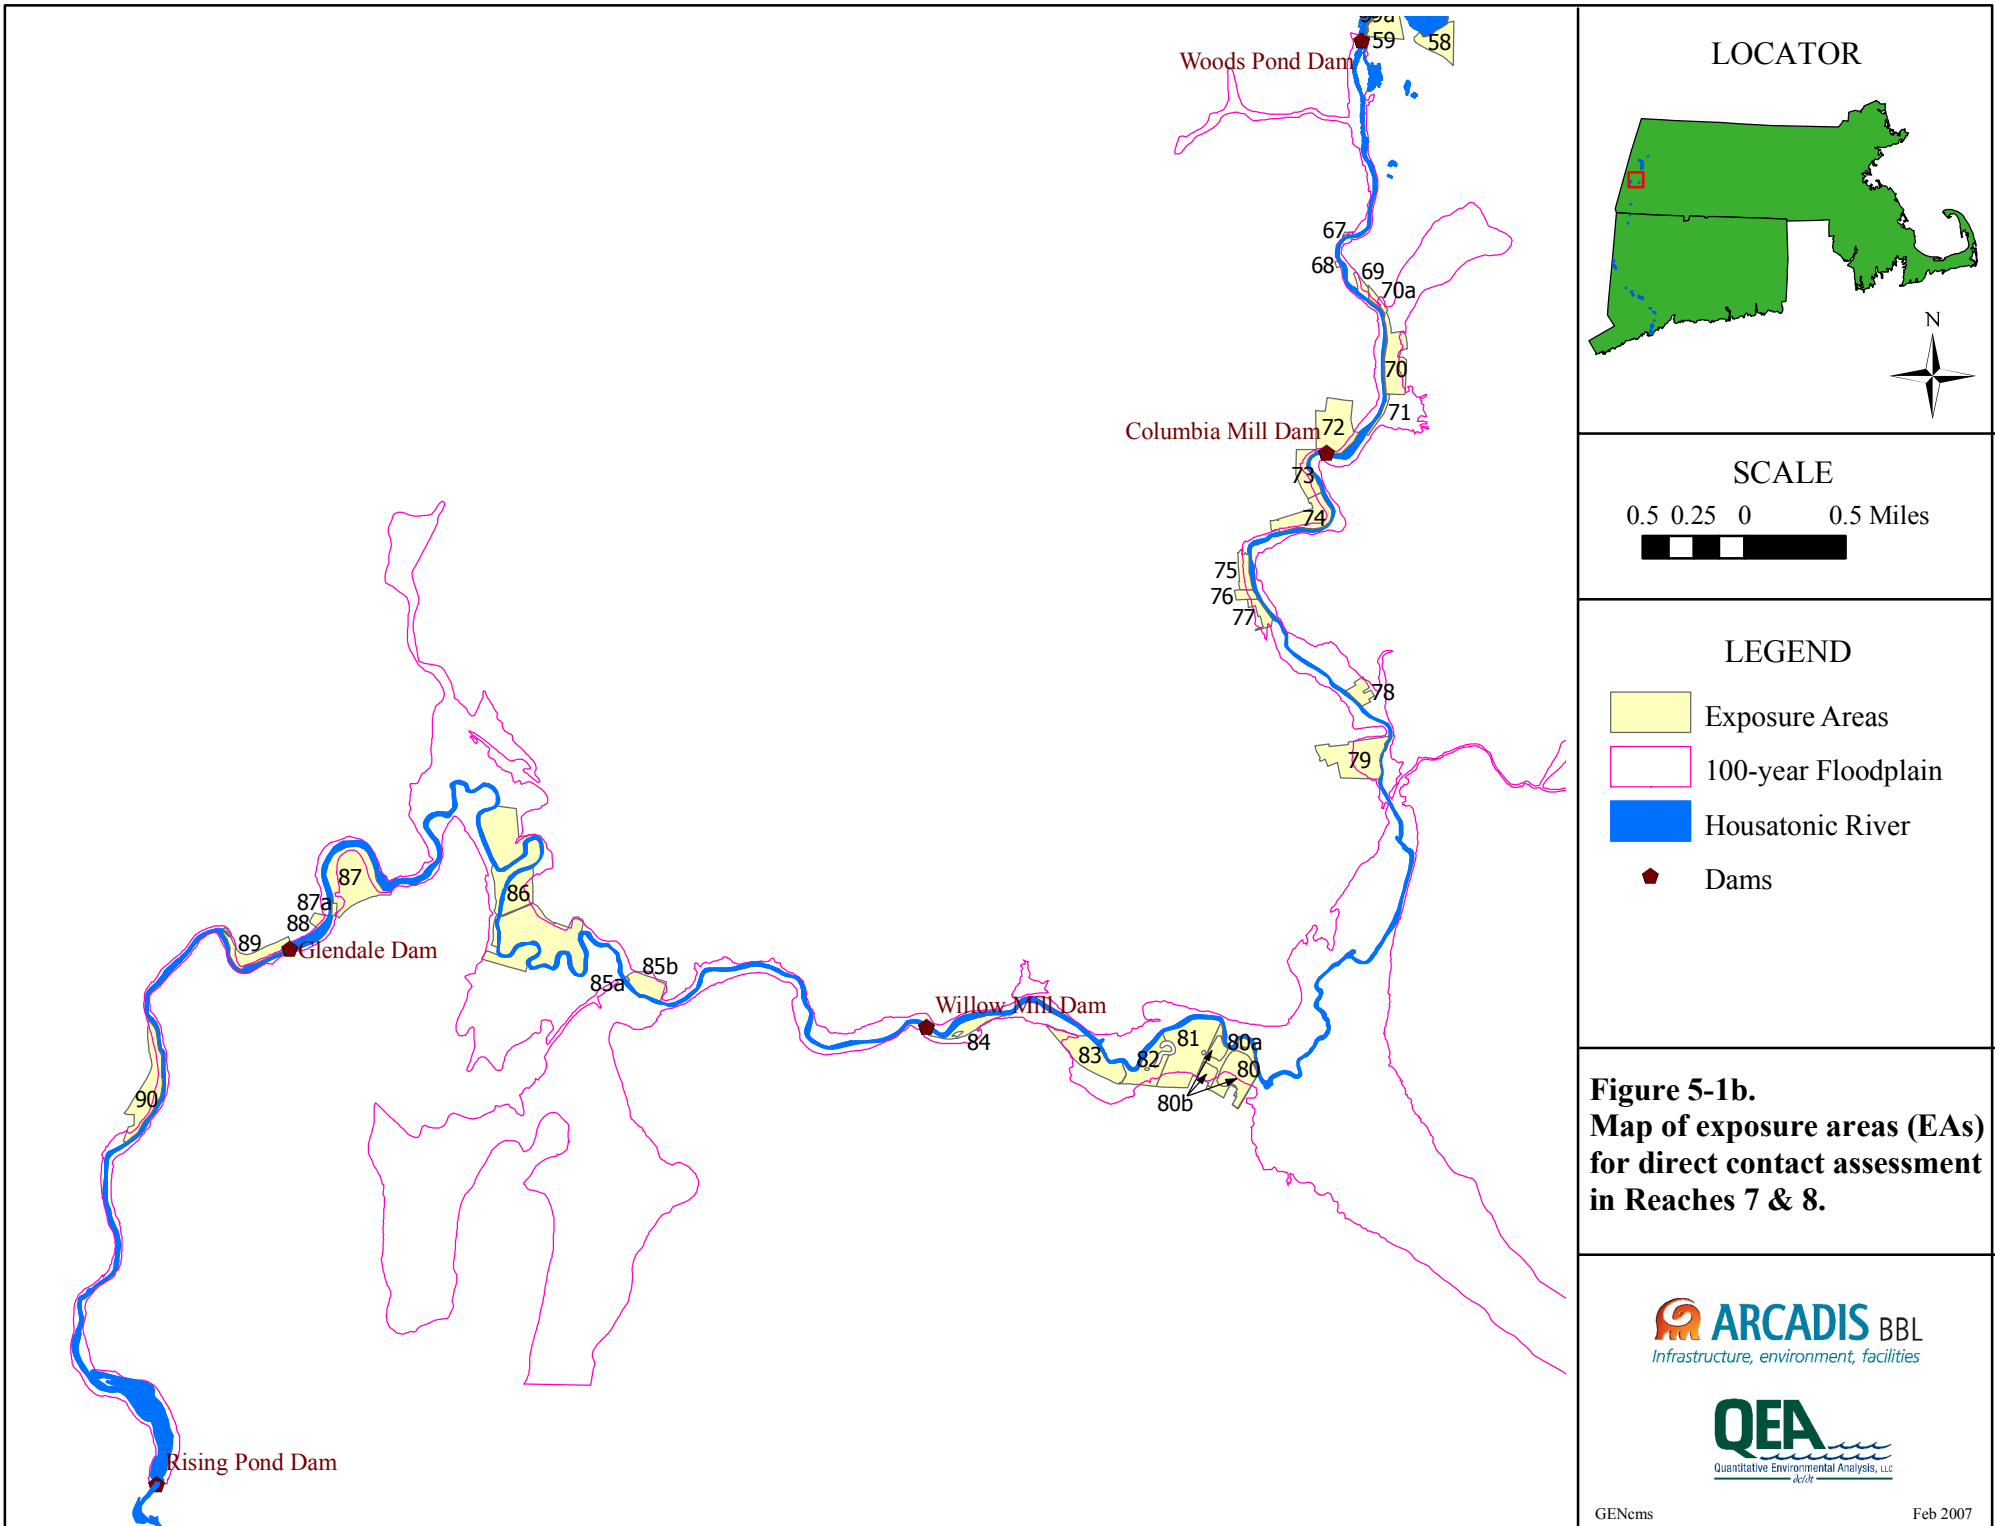 59a
59
58
Woods Pond Dam
67
68
69
70a
70
71
72
Columbia Mill Dam
73
74
75
76
77
78
79
87
87a
88
89
Glendale Dam
86
85b
85a
Willow Mill Dam
84
83
82
81
80a
80
80b
90
Rising Pond Dam
LOCATOR
N
SCALE
0.5 0.25 0 0.5 Miles
LEGEND
Exposure Areas
100-year Floodplain
Housatonic River
Dams
Figure 5-1b.
Map of exposure areas (EAs)
for direct contact assessment
in Reaches 7 & 8.
ARCADIS BBL
Infrastructure, environment, facilities
QEA
Quantitative Environmental Analysis, LLC
dc/dt
GENcms
Feb 2007